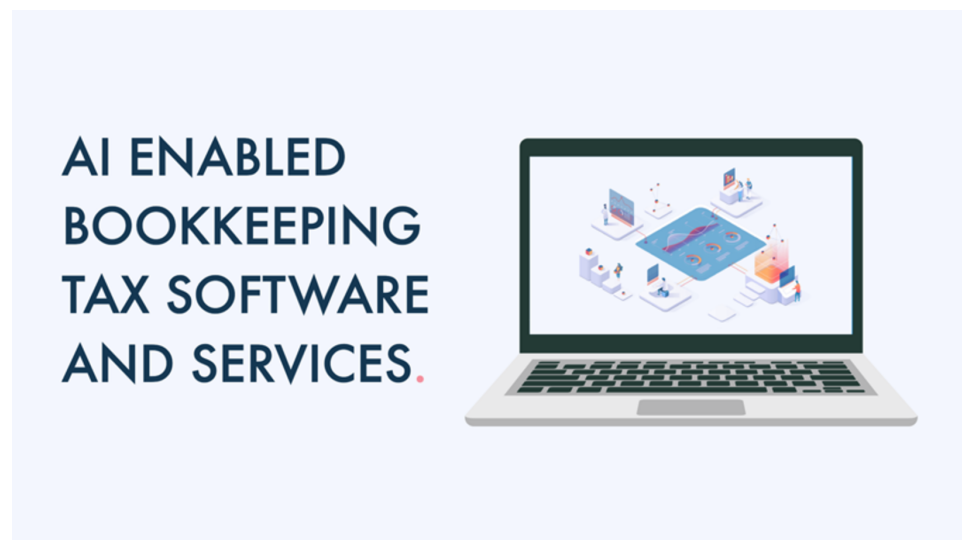 AI ENABLED
BOOKKEEPING
TAX SOFTWARE
AND SERVICES.